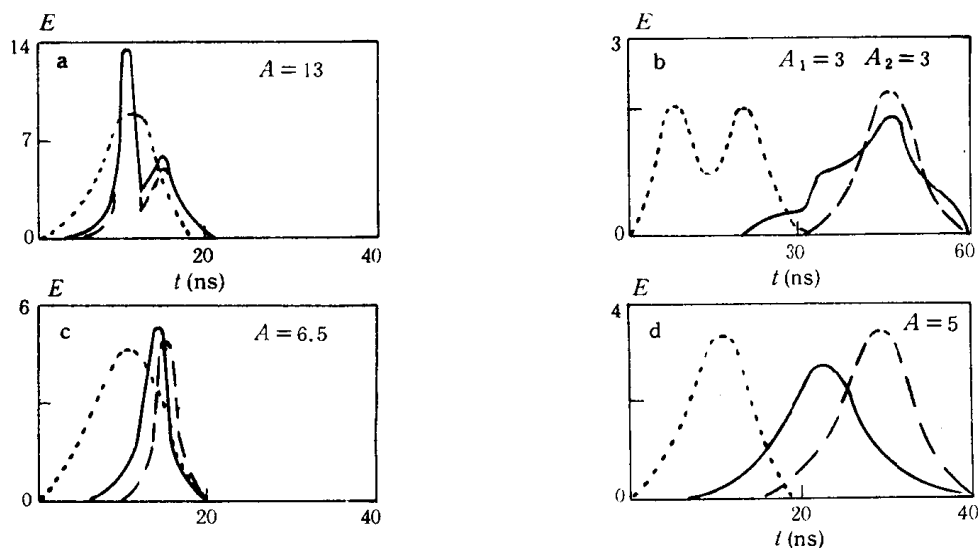 E
14
a
A = 13
7
0
20
40
t (ns)
E
3
b
A₁ = 3 A₂ = 3
0
30
60
t (ns)
E
6
c
A = 6.5
0
20
40
E
4
d
A = 5
0
20
40
t (ns)